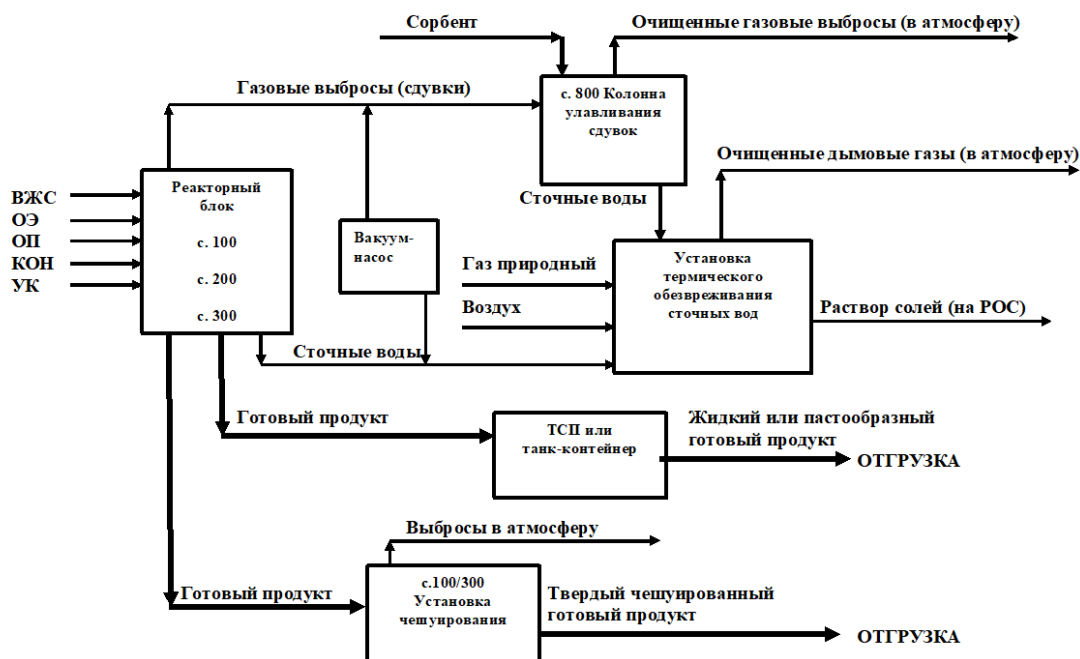 Сорбент
Очищенные газовые выбросы (в атмосферу)
Газовые выбросы (сдувки)
с. 800 Колонна
улавливания
сдувок
Очищенные дымовые газы (в атмосферу)
ВЖС
ОЭ
ОП
КОН
УК
Реакторный
блок
с. 100
с. 200
с. 300
Сточные воды
Вакуум-
насос
Газ природный
Воздух
Установка
термического
обезвреживания
сточных вод
Раствор солей (на РОС)
Сточные воды
Готовый продукт
ТСП или
танк-контейнер
Жидкий или пастообразный
готовый продукт
ОТГРУЗКА
Выбросы в атмосферу
Готовый продукт
с.100/300
Установка
чешуирования
Твердый чешуированный
готовый продукт
ОТГРУЗКА